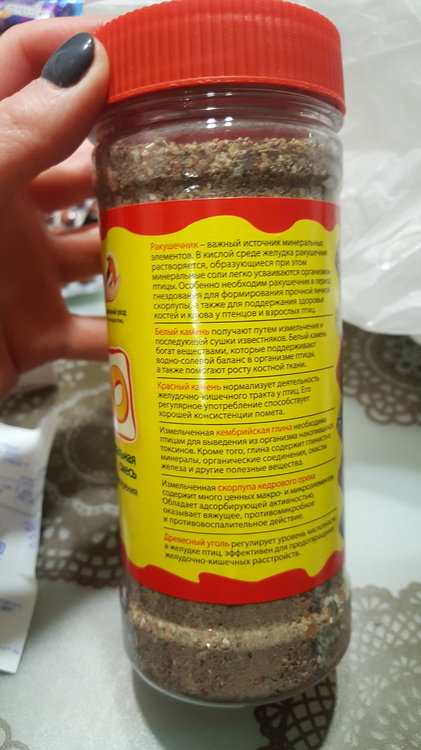 Ракушечник – важный источник минеральных
элементов. В кислой среде желудка ракушечник
растворяется, образующиеся при этом
минеральные соли легко усваиваются организмом
птицы. Особенно необходим ракушечник в период
гнездования для формирования прочной яичной
скорлупы, а также для поддержания здоровья
костей и клюва у птенцов и взрослых птиц.
Белый камень получают путем измельчения и
последующей сушки известняков. Белый камень
богат веществами, которые поддерживают
водно-солевой баланс в организме птицы,
а также помогают росту костной ткани.
Красный камень нормализует деятельность
желудочно-кишечного тракта у птиц. Его
регулярное употребление способствует
хорошей консистенции помета.
Измельченная кембрийская глина необходима
птицам для выведения из организма накопившихся
токсинов. Кроме того, глина содержит глинистые
минералы, органические соединения, окислы
железа и другие полезные вещества.
Измельченная скорлупа кедрового ореха
содержит много ценных макро- и микроэлементов.
Обладает адсорбирующей активностью,
оказывает вяжущее, противомикробное
и противовоспалительное действие.
Древесный уголь регулирует уровень кислотности
в желудке птиц, эффективен для предотвращения
желудочно-кишечных расстройств.
уход
льная
смесь